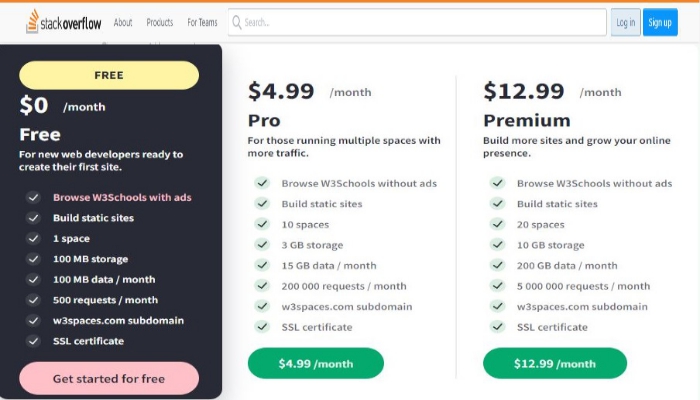 stackoverflow About Products For Teams Search.. Log in Sign up
FREE
$0 /month
Free
For new web developers ready to
create their first site.
Browse W3Schools with ads
Build static sites
1 space
100 MB storage
100 MB data / month
500 requests / month
w3spaces.com subdomain
SSL certificate
Get started for free
$4.99 /month
Pro
For those running multiple spaces with
more traffic.
Browse W3Schools without ads
Build static sites
10 spaces
3 GB storage
15 GB data / month
200 000 requests / month
w3spaces.com subdomain
SSL certificate
$4.99 /month
$12.99 /month
Premium
Build more sites and grow your online
presence.
Browse W3Schools without ads
Build static sites
20 spaces
10 GB storage
200 GB data / month
5 000 000 requests / month
w3spaces.com subdomain
SSL certificate
$12.99 /month